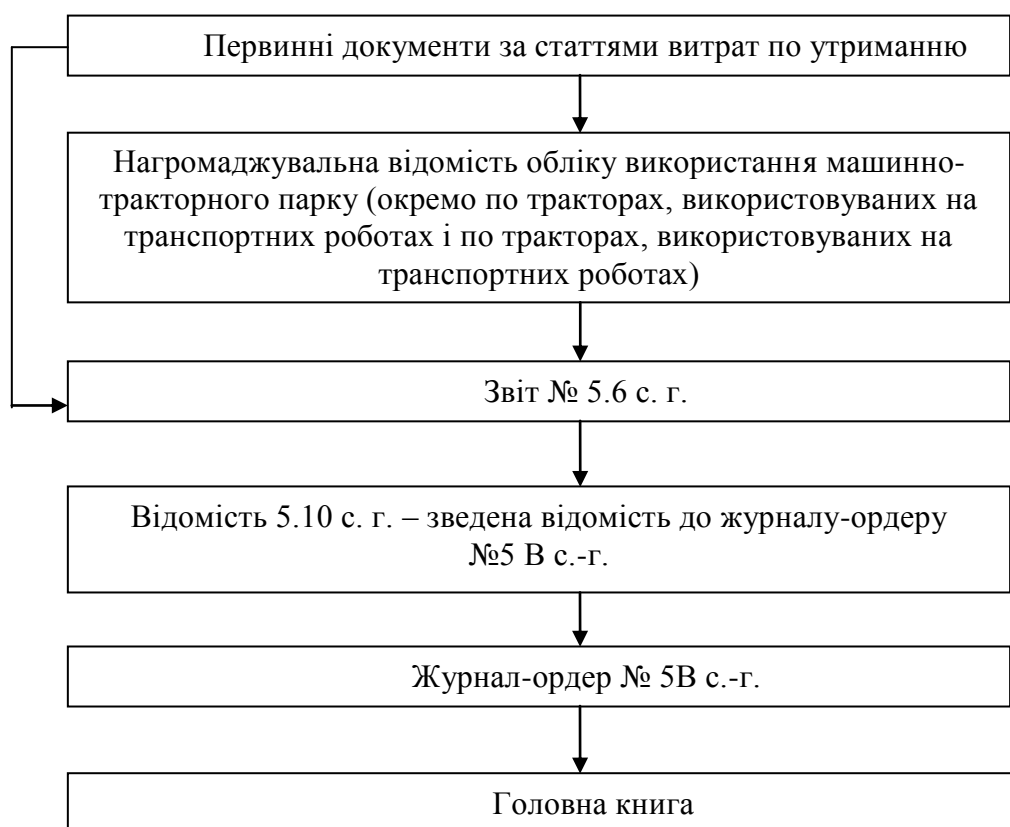 Первинні документи за статтями витрат по утриманню
Нагромаджувальна відомість обліку використання машинно-
тракторного парку (окремо по тракторах, використовуваних на
транспортних роботах і по тракторах, використовуваних на
транспортних роботах)
Звіт № 5.6 с. г.
Відомість 5.10 с. г. – зведена відомість до журналу-ордеру
№5 В с.-г.
Журнал-ордер № 5В с.-г.
Головна книга